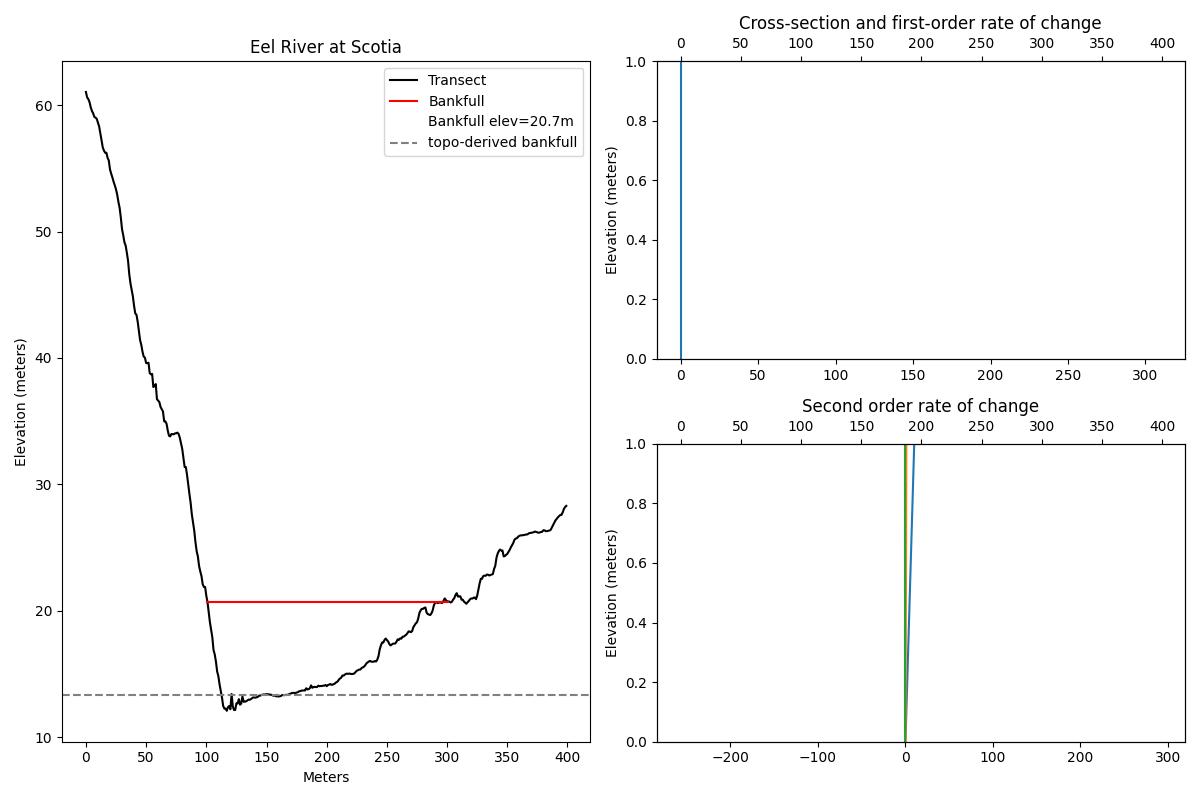 Eel River at Scotia
Transect
Bankfull
Bankfull elev=20.7m
topo-derived bankfull
60
50
40
30
20
10
Elevation (meters)
0 50 100 150 200 250 300 350 400
Meters
Cross-section and first-order rate of change
0 50 100 150 200 250 300 350 400
1.0
0.8
0.6
0.4
0.2
0.0
Elevation (meters)
0 50 100 150 200 250 300
Second order rate of change
0 50 100 150 200 250 300 350 400
1.0
0.8
0.6
0.4
0.2
0.0
Elevation (meters)
−200 −100 0 100 200 300